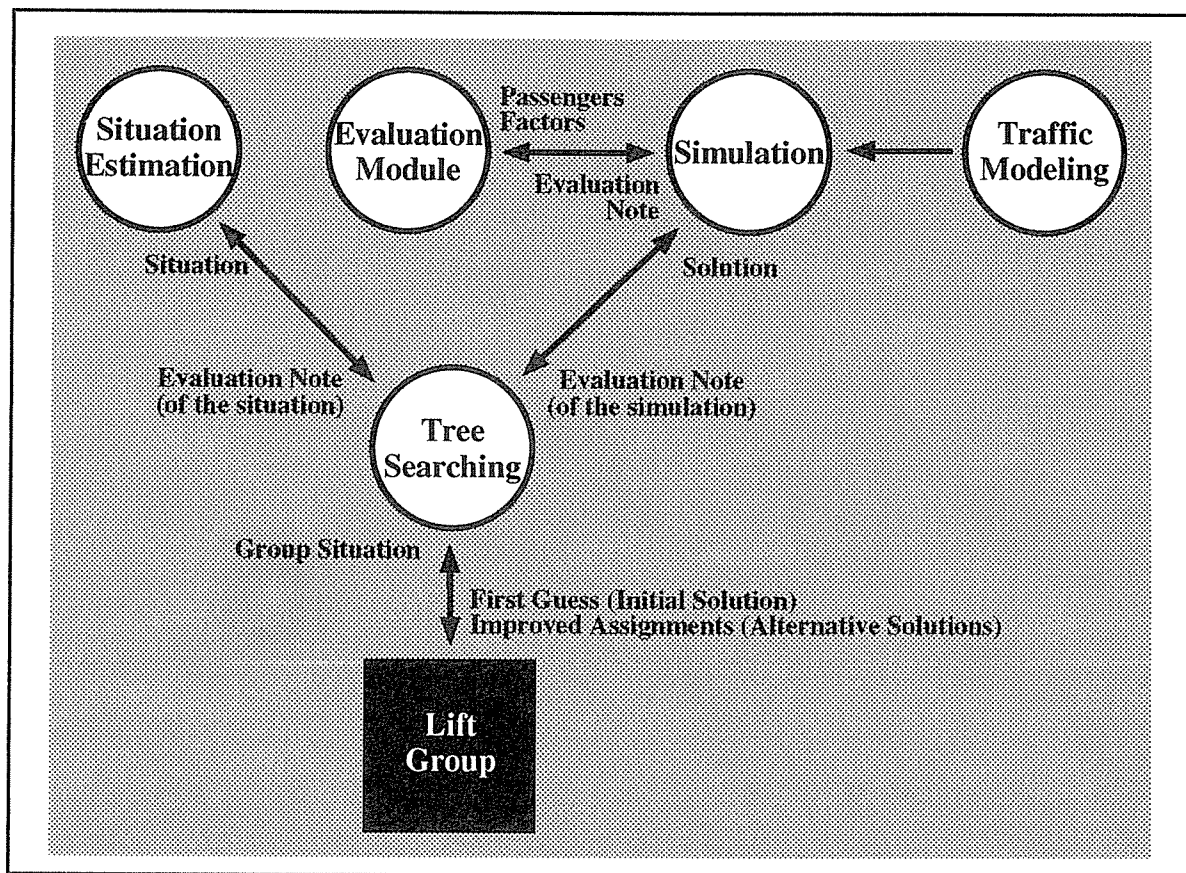 Situation
Estimation
Evaluation
Module
Passengers
Factors
Evaluation
Note
Simulation
Traffic
Modeling
Situation
Solution
Evaluation Note
(of the situation)
Evaluation Note
(of the simulation)
Tree
Searching
Group Situation
First Guess (Initial Solution)
Improved Assignments (Alternative Solutions)
Lift
Group